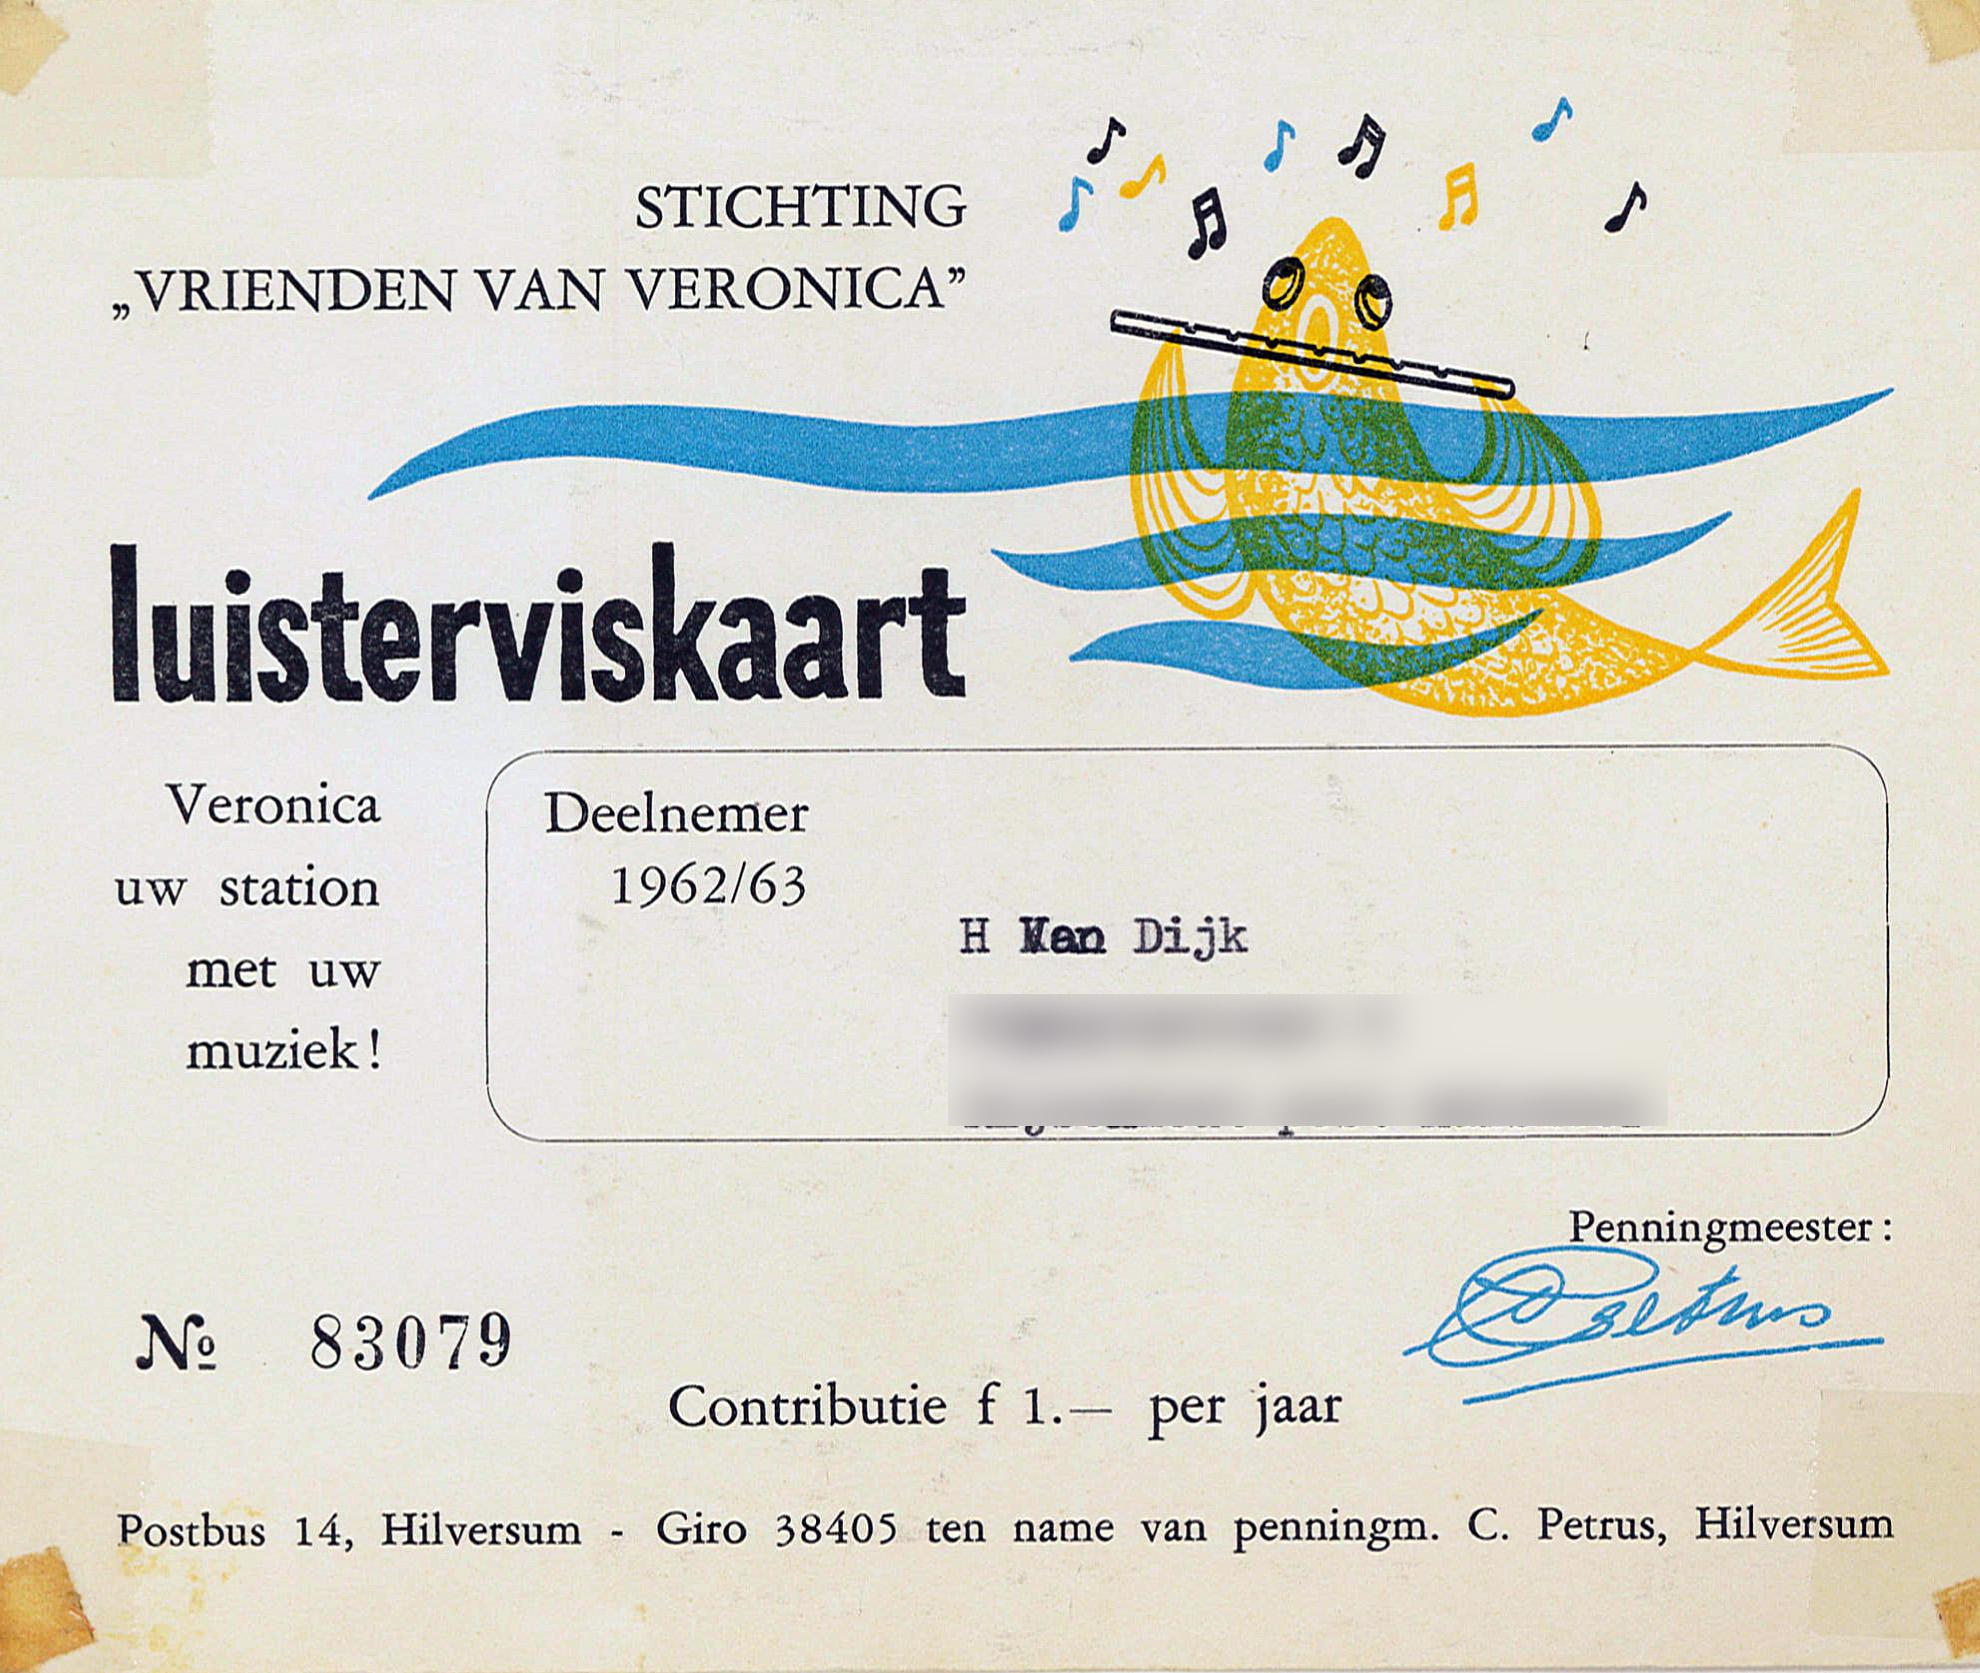 STICHTING
„VRIENDEN VAN VERONICA”
luisterviskaart
Veronica
uw station
met uw
muziek!
Deelnemer
1962/63
H Van Dijk
Penningmeester:
CPetrus
№ 83079
Contributie f 1.— per jaar
Postbus 14, Hilversum - Giro 38405 ten name van penningm. C. Petrus, Hilversum